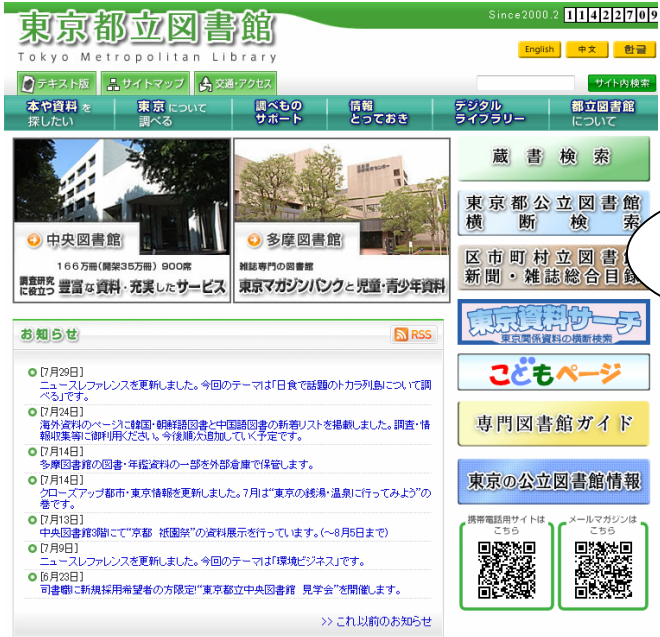 東京都立図書館
Tokyo Metropolitan Library
Since2000.2 11422709
English 中文 한글
テキスト版 サイトマップ 交通・アクセス
サイト内検索
本や資料を探したい
東京について調べる
調べものサポート
情報とっておき
デジタルライブラリー
都立図書館について
中央図書館
166万冊(開架35万冊) 900席
調査研究に役立つ 豊富な資料・充実したサービス
多摩図書館
雑誌専門の図書館
東京マガジンバンクと児童・青少年資料
蔵書検索
東京都公立図書館
横断検索
区市町村立図書
新聞・雑誌総合目録
東京資料サーチ
東京関係資料の横断検索
こどもページ
専門図書館ガイド
東京の公立図書館情報
携帯電話用サイトは
こちら
メールマガジンは
こちら
お知らせ
RSS
[7月29日]
ニュースレファレンスを更新しました。今回のテーマは「日食で話題のトカラ列島について調
べる」です。
[7月24日]
海外資料のページに韓国・朝鮮語図書と中国語図書の新着リストを掲載しました。調査・情
報収集等に御利用ください。今後順次追加していく予定です。
[7月14日]
多摩図書館の図書・年鑑資料の一部を外部倉庫で保管します。
[7月14日]
クローズアップ都市・東京情報を更新しました。7月は“東京の銭湯・温泉に行ってみよう”の
巻です。
[7月13日]
中央図書館3階にて“京都 祇園祭”の資料展示を行っています。(~8月5日まで)
[7月9日]
ニュースレファレンスを更新しました。今回のテーマは「環境ビジネス」です。
[6月23日]
司書職に新規採用希望者の方限定!“東京都立中央図書館 見学会”を開催します。
>> これ以前のお知らせ